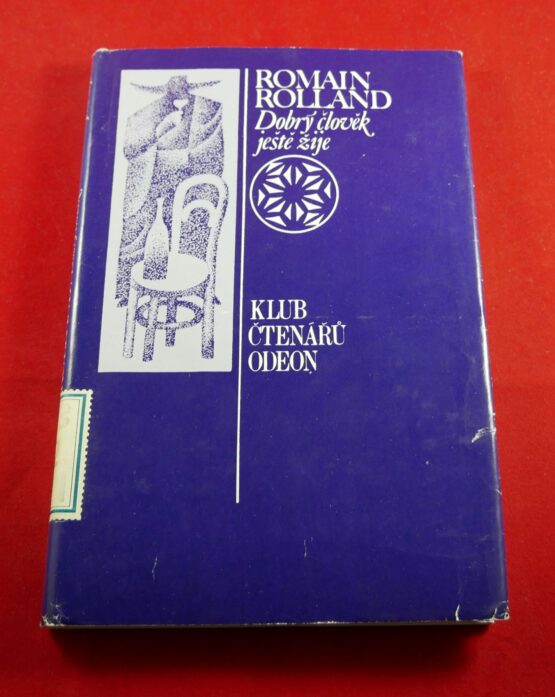 ROMAIN
ROLLAND
Dobrý člověk
ještě žije
KLUB
ČTENÁŘŮ
ODEON